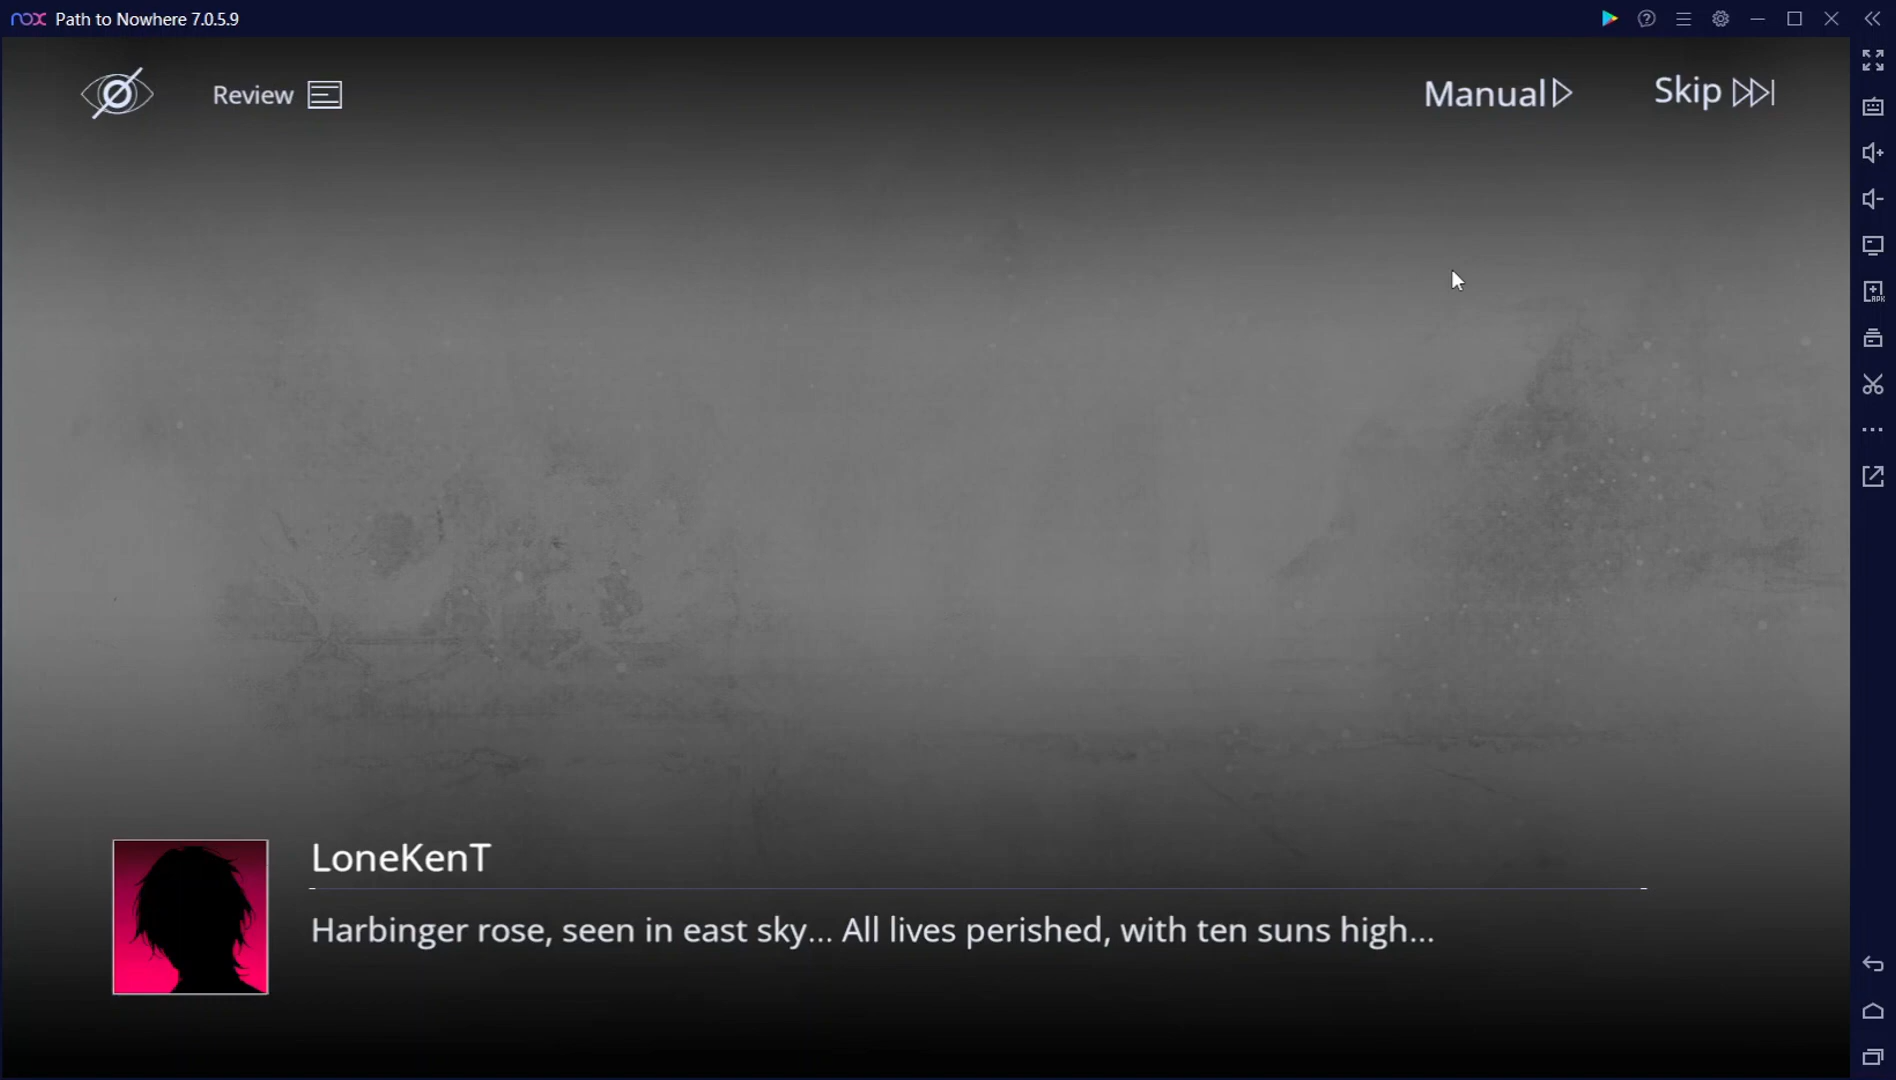 nox Path to Nowhere 7.0.5.9
Review
Manual
Skip
LoneKenT
Harbinger rose, seen in east sky... All lives perished, with ten suns high...